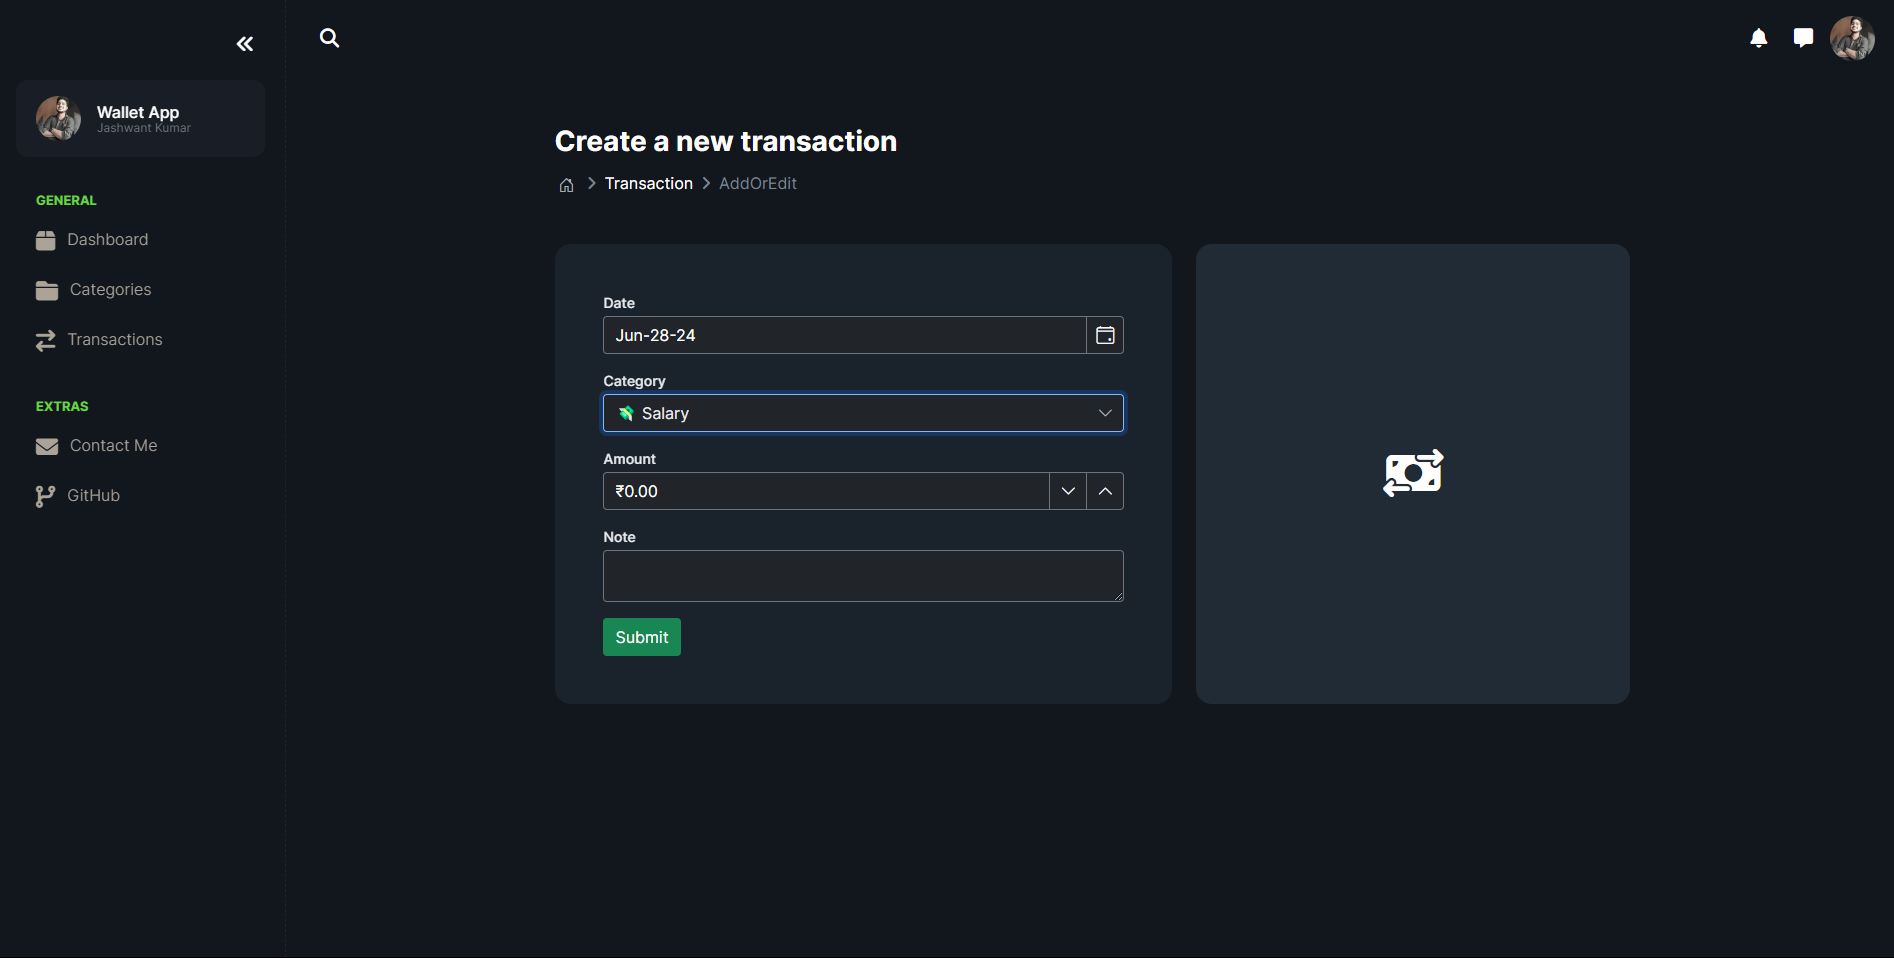 Wallet App
Jashwant Kumar
GENERAL
Dashboard
Categories
Transactions
EXTRAS
Contact Me
GitHub
Create a new transaction
Transaction AddOrEdit
Date
Jun-28-24
Category
Salary
Amount
₹0.00
Note
Submit